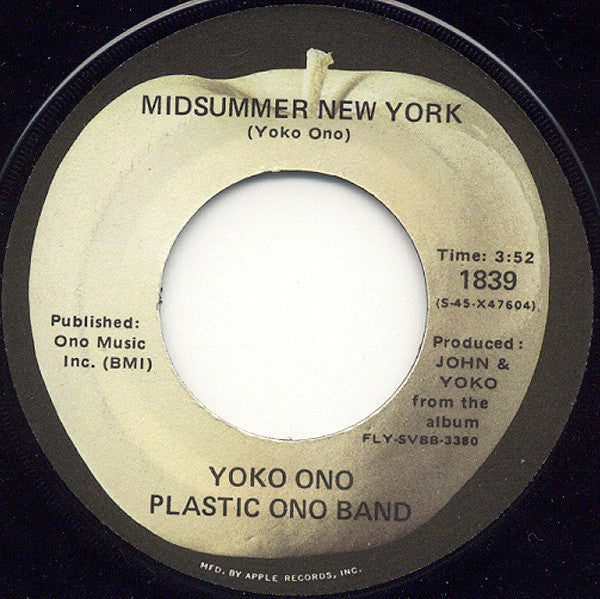 MIDSUMMER NEW YORK
(Yoko Ono)
Time: 3:52
1839
(S-45-X47604)
Published:
Ono Music
Inc. (BMI)
Produced:
JOHN &
YOKO
from the
album
FLY-SVBB-3380
YOKO ONO
PLASTIC ONO BAND
MFD. BY APPLE RECORDS, INC.